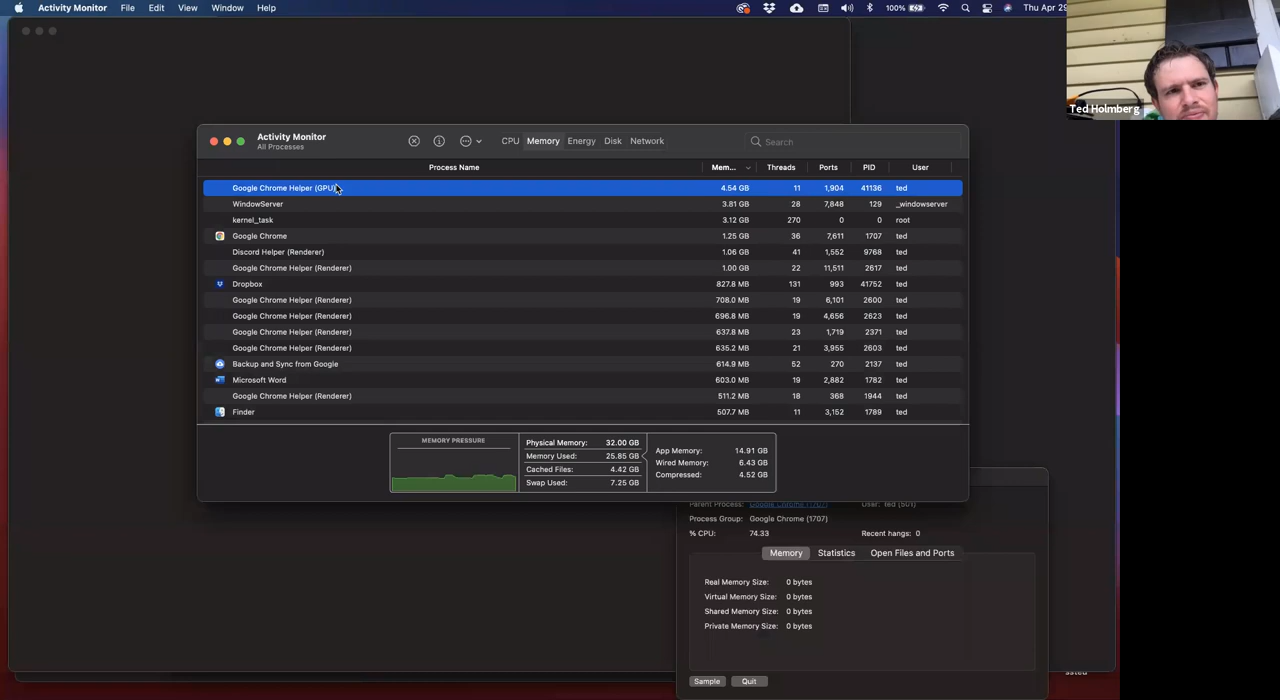 Activity Monitor File Edit View Window Help 100% Thu Apr 29
Ted Holmberg
Activity Monitor
All Processes
CPU Memory Energy Disk Network Search
Process Name Mem... Threads Ports PID User
Google Chrome Helper (GPU) 4.54 GB 11 1,904 41136 ted
WindowServer 3.81 GB 28 7,848 129 _windowserver
kernel_task 3.12 GB 270 0 0 root
Google Chrome 1.25 GB 36 7,611 1707 ted
Discord Helper (Renderer) 1.06 GB 41 1,552 9768 ted
Google Chrome Helper (Renderer) 1.00 GB 22 11,511 2617 ted
Dropbox 827.8 MB 131 993 41752 ted
Google Chrome Helper (Renderer) 708.0 MB 19 6,101 2600 ted
Google Chrome Helper (Renderer) 696.8 MB 19 4,656 2623 ted
Google Chrome Helper (Renderer) 637.8 MB 23 1,719 2371 ted
Google Chrome Helper (Renderer) 635.2 MB 21 3,955 2603 ted
Backup and Sync from Google 614.9 MB 52 270 2137 ted
Microsoft Word 603.0 MB 19 2,882 1782 ted
Google Chrome Helper (Renderer) 511.2 MB 18 368 1944 ted
Finder 507.7 MB 11 3,152 1789 ted
MEMORY PRESSURE
Physical Memory: 32.00 GB
Memory Used: 25.85 GB
Cached Files: 4.42 GB
Swap Used: 7.25 GB
App Memory: 14.91 GB
Wired Memory: 6.43 GB
Compressed: 4.52 GB
Parent Process: Google Chrome (1707) User: ted (501)
Process Group: Google Chrome (1707)
% CPU: 74.33 Recent hangs: 0
Memory Statistics Open Files and Ports
Real Memory Size: 0 bytes
Virtual Memory Size: 0 bytes
Shared Memory Size: 0 bytes
Private Memory Size: 0 bytes
Sample Quit